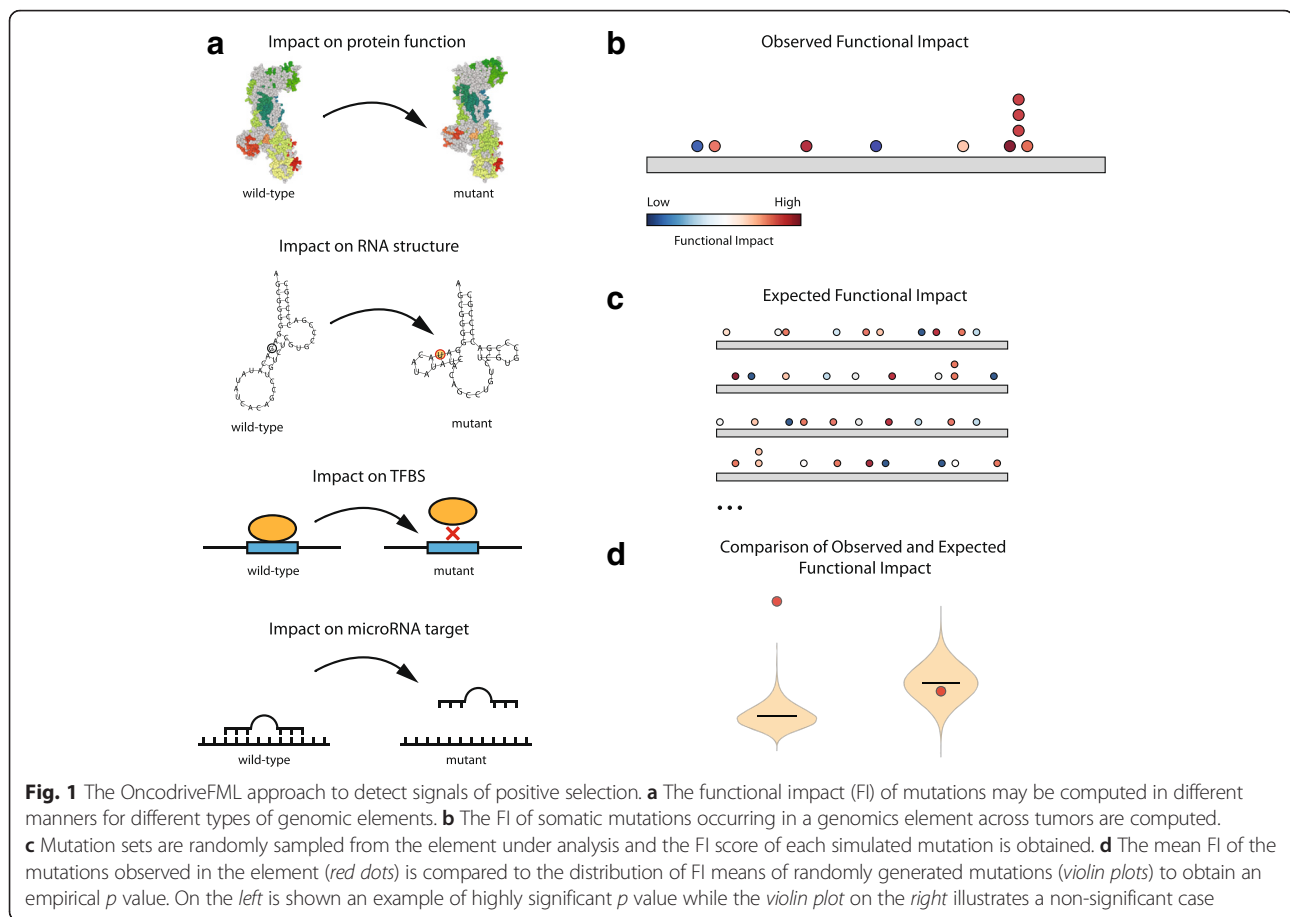 a
Impact on protein function
wild-type
mutant
Impact on RNA structure
wild-type
mutant
Impact on TFBS
wild-type
mutant
Impact on microRNA target
wild-type
mutant
b
Observed Functional Impact
Low High
Functional Impact
c
Expected Functional Impact
...
d
Comparison of Observed and Expected
Functional Impact
Fig. 1 The OncodriveFML approach to detect signals of positive selection. a The functional impact (FI) of mutations may be computed in different
manners for different types of genomic elements. b The FI of somatic mutations occurring in a genomics element across tumors are computed.
c Mutation sets are randomly sampled from the element under analysis and the FI score of each simulated mutation is obtained. d The mean FI of the
mutations observed in the element (red dots) is compared to the distribution of FI means of randomly generated mutations (violin plots) to obtain an
empirical p value. On the left is shown an example of highly significant p value while the violin plot on the right illustrates a non-significant case